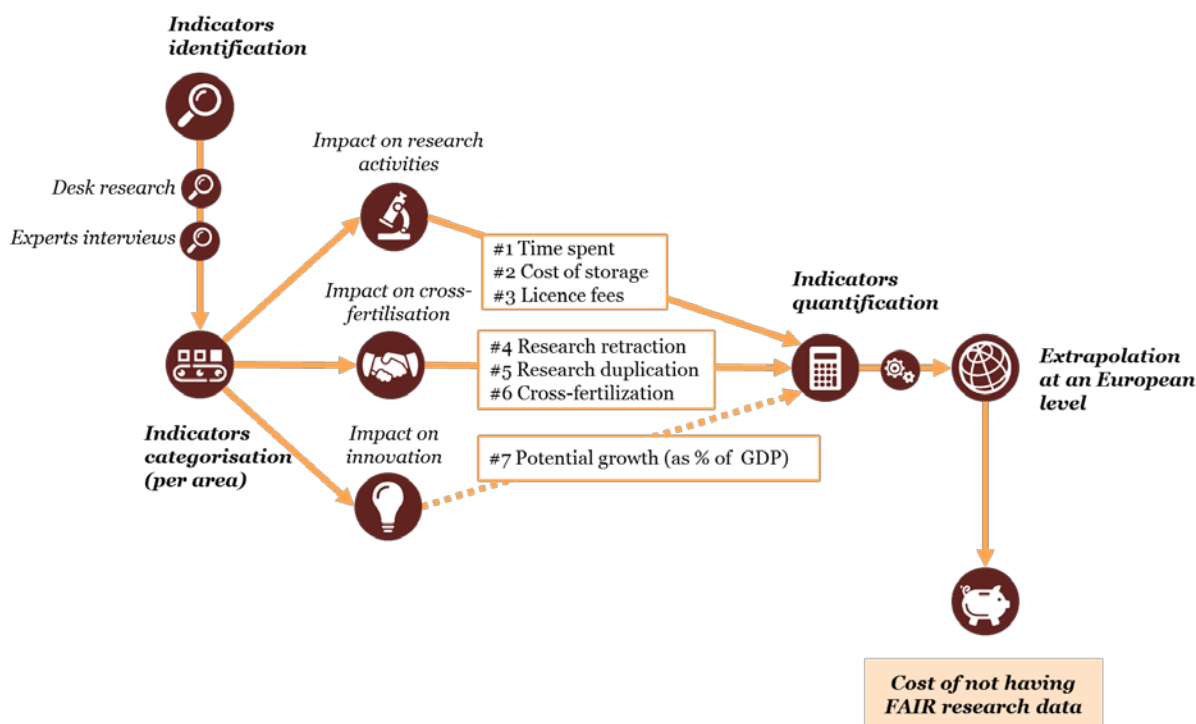 Indicators
identification
Desk research
Experts interviews
Indicators
categorisation
(per area)
Impact on research
activities
Impact on cross-
fertilisation
Impact on
innovation
#1 Time spent
#2 Cost of storage
#3 Licence fees
#4 Research retraction
#5 Research duplication
#6 Cross-fertilization
#7 Potential growth (as % of GDP)
Indicators
quantification
Extrapolation
at an European
level
Cost of not having
FAIR research data